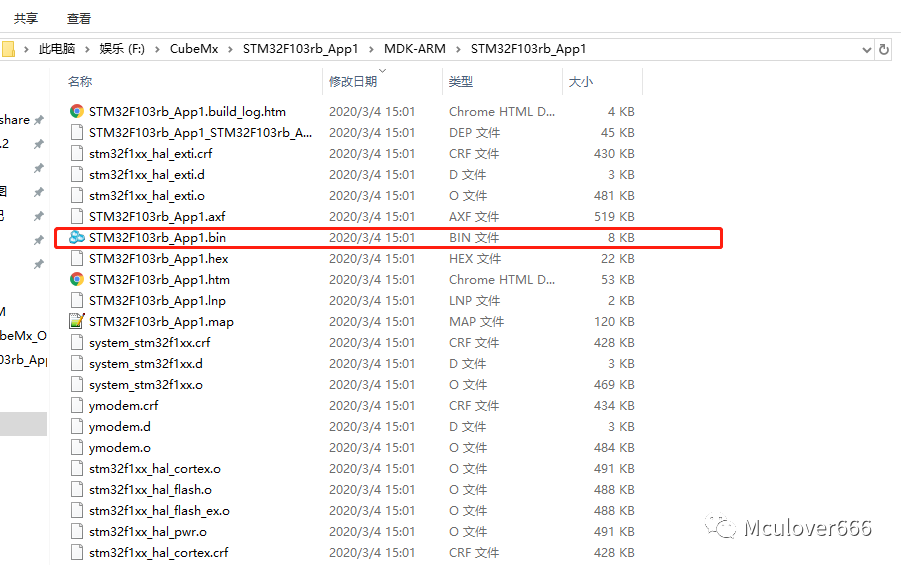 共享 查看
此电脑 > 娱乐 (F:) > CubeMx > STM32F103rb_App1 > MDK-ARM > STM32F103rb_App1
名称 修改日期 类型 大小
STM32F103rb_App1.build_log.htm 2020/3/4 15:01 Chrome HTML D... 4 KB
share
STM32F103rb_App1_STM32F103rb_A... 2020/3/4 15:01 DEP 文件 45 KB
.2
stm32f1xx_hal_exti.crf 2020/3/4 15:01 CRF 文件 430 KB
stm32f1xx_hal_exti.d 2020/3/4 15:01 D 文件 3 KB
图
stm32f1xx_hal_exti.o 2020/3/4 15:01 O 文件 481 KB
STM32F103rb_App1.axf 2020/3/4 15:01 AXF 文件 519 KB
STM32F103rb_App1.bin 2020/3/4 15:01 BIN 文件 8 KB
STM32F103rb_App1.hex 2020/3/4 15:01 HEX 文件 22 KB
STM32F103rb_App1.htm 2020/3/4 15:01 Chrome HTML D... 53 KB
STM32F103rb_App1.lnp 2020/3/4 15:01 LNP 文件 2 KB
STM32F103rb_App1.map 2020/3/4 15:01 MAP 文件 120 KB
beMx_O
system_stm32f1xx.crf 2020/3/4 15:01 CRF 文件 428 KB
03rb_App
system_stm32f1xx.d 2020/3/4 15:01 D 文件 3 KB
system_stm32f1xx.o 2020/3/4 15:01 O 文件 469 KB
ymodem.crf 2020/3/4 15:01 CRF 文件 434 KB
ymodem.d 2020/3/4 15:01 D 文件 3 KB
ymodem.o 2020/3/4 15:01 O 文件 484 KB
stm32f1xx_hal_cortex.o 2020/3/4 15:01 O 文件 491 KB
stm32f1xx_hal_flash.o 2020/3/4 15:01 O 文件 488 KB
stm32f1xx_hal_flash_ex.o 2020/3/4 15:01 O 文件 488 KB
stm32f1xx_hal_pwr.o 2020/3/4 15:01 O 文件 491 KB
stm32f1xx_hal_cortex.crf 2020/3/4 15:01 CRF 文件 428 KB
Mculover666